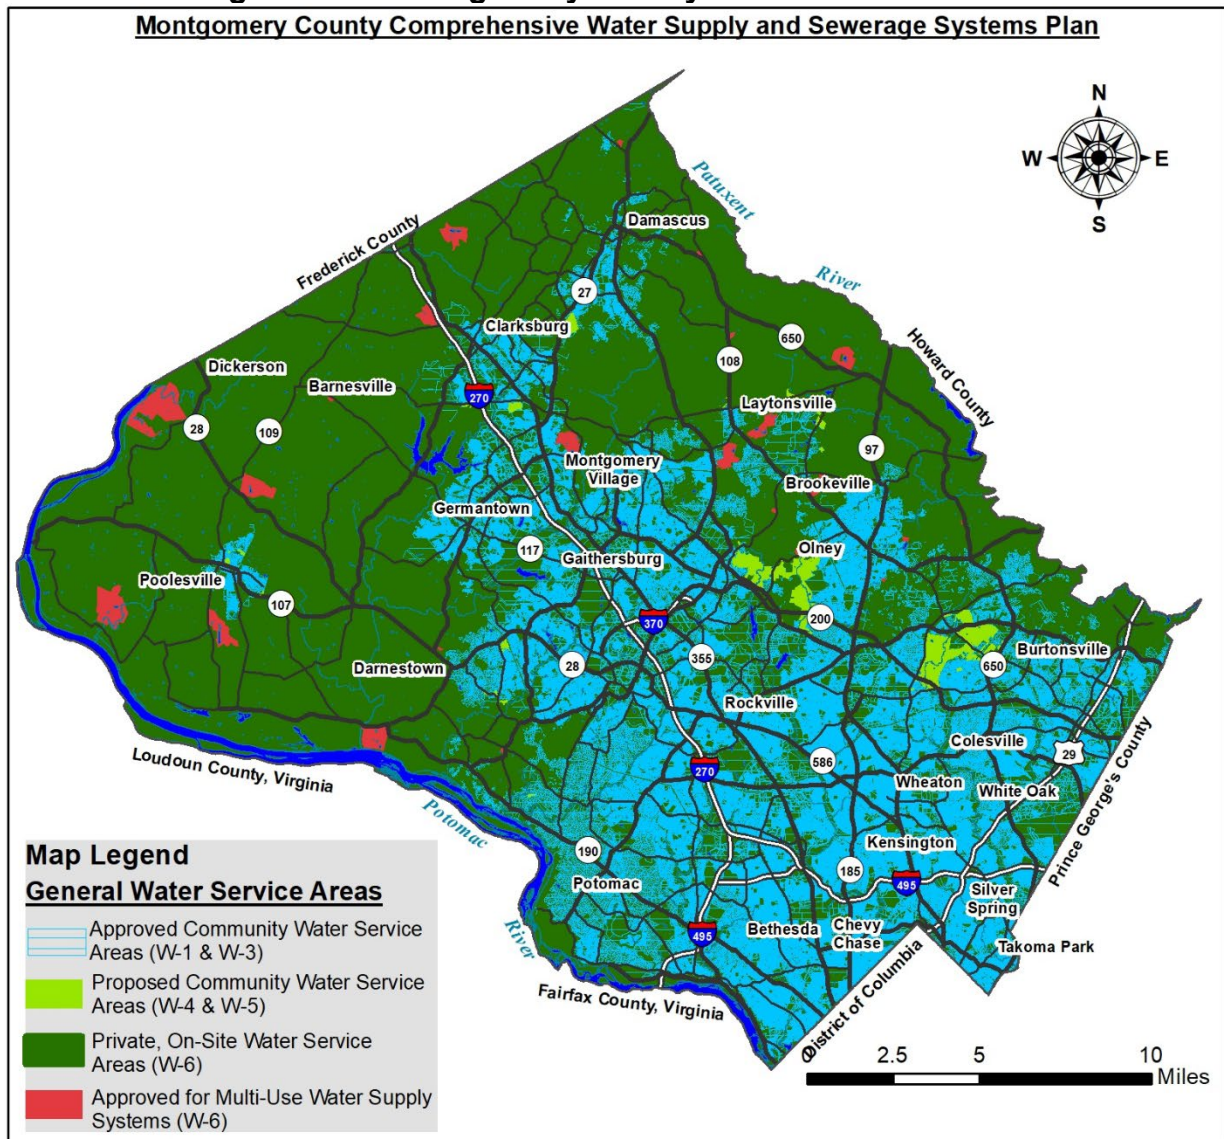 Montgomery County Comprehensive Water Supply and Sewerage Systems Plan
N
W
E
S
Patuxent
River
Damascus
Frederick County
27
Clarksburg
650
Howard County
108
Dickerson
Barnesville
270
Laytonsville
28
109
97
Montgomery
Village
Brookeville
Germantown
117
Gaithersburg
Olney
Poolesville
107
370
200
Darnestown
28
355
650
Burtonsville
Rockville
Colesville
29
Loudoun County, Virginia
270
586
Wheaton
White Oak
Prince George's County
Potomac
River
190
Potomac
185
Kensington
495
Silver
Spring
495
Bethesda
Chevy
Chase
Takoma Park
Fairfax County, Virginia
District of Columbia
Map Legend
General Water Service Areas
Approved Community Water Service
Areas (W-1 & W-3)
Proposed Community Water Service
Areas (W-4 & W-5)
Private, On-Site Water Service
Areas (W-6)
Approved for Multi-Use Water Supply
Systems (W-6)
0
2.5
5
10
Miles